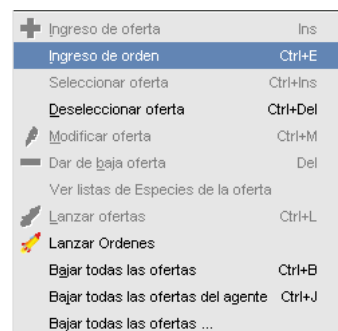 Ingreso de oferta Ins
Ingreso de orden Ctrl+E
Seleccionar oferta Ctrl+Ins
Deseleccionar oferta Ctrl+Del
Modificar oferta Ctrl+M
Dar de baja oferta Del
Ver listas de Especies de la oferta
Lanzar ofertas Ctrl+L
Lanzar Ordenes
Bajar todas las ofertas Ctrl+B
Bajar todas las ofertas del agente Ctrl+J
Bajar todas las ofertas ...